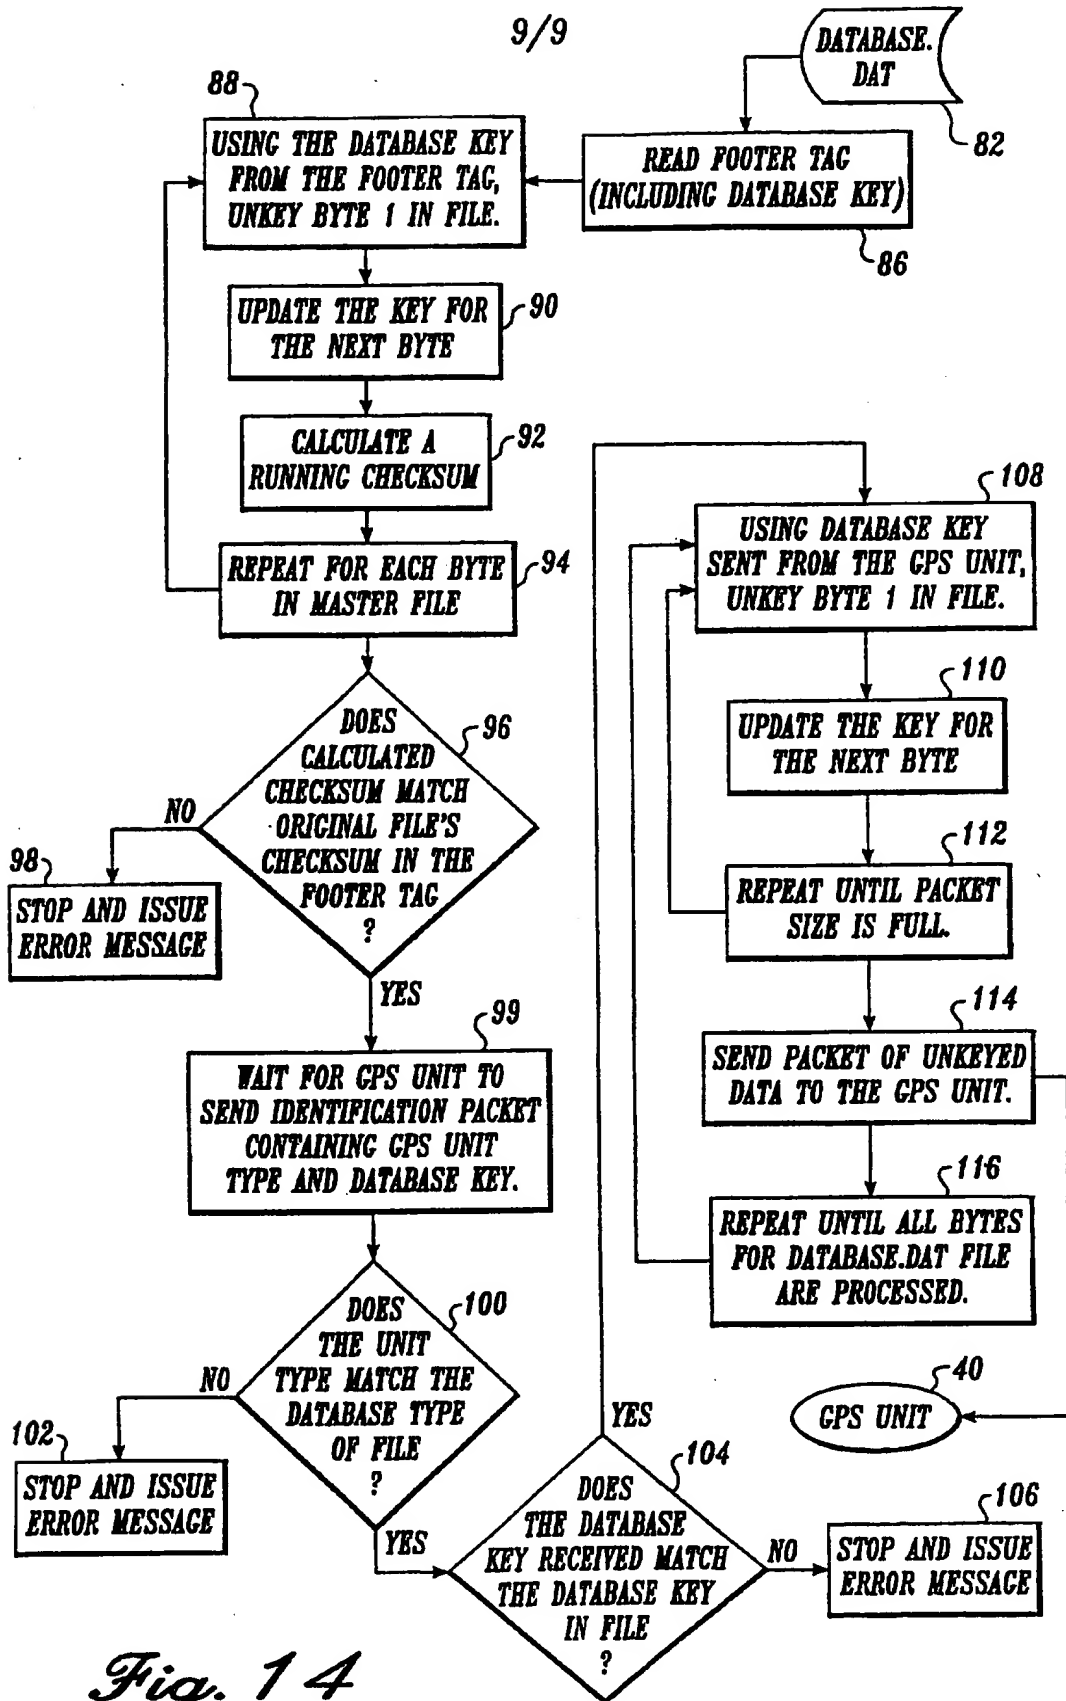 9/9
DATABASE.
DAT
82
READ FOOTER TAG
(INCLUDING DATABASE KEY)
86
88
USING THE DATABASE KEY
FROM THE FOOTER TAG,
UNKEY BYTE 1 IN FILE.
UPDATE THE KEY FOR
THE NEXT BYTE
90
CALCULATE A
RUNNING CHECKSUM
92
REPEAT FOR EACH BYTE
IN MASTER FILE
94
DOES
CALCULATED
CHECKSUM MATCH
ORIGINAL FILE'S
CHECKSUM IN THE
FOOTER TAG
?
96
NO
98
STOP AND ISSUE
ERROR MESSAGE
YES
99
WAIT FOR GPS UNIT TO
SEND IDENTIFICATION PACKET
CONTAINING GPS UNIT
TYPE AND DATABASE KEY.
DOES
THE UNIT
TYPE MATCH THE
DATABASE TYPE
OF FILE
?
100
NO
102
STOP AND ISSUE
ERROR MESSAGE
YES
DOES
THE DATABASE
KEY RECEIVED MATCH
THE DATABASE KEY
IN FILE
?
104
NO
106
STOP AND ISSUE
ERROR MESSAGE
YES
108
USING DATABASE KEY
SENT FROM THE GPS UNIT,
UNKEY BYTE 1 IN FILE.
110
UPDATE THE KEY FOR
THE NEXT BYTE
112
REPEAT UNTIL PACKET
SIZE IS FULL.
114
SEND PACKET OF UNKEYED
DATA TO THE GPS UNIT.
116
REPEAT UNTIL ALL BYTES
FOR DATABASE.DAT FILE
ARE PROCESSED.
40
GPS UNIT
Fig. 14